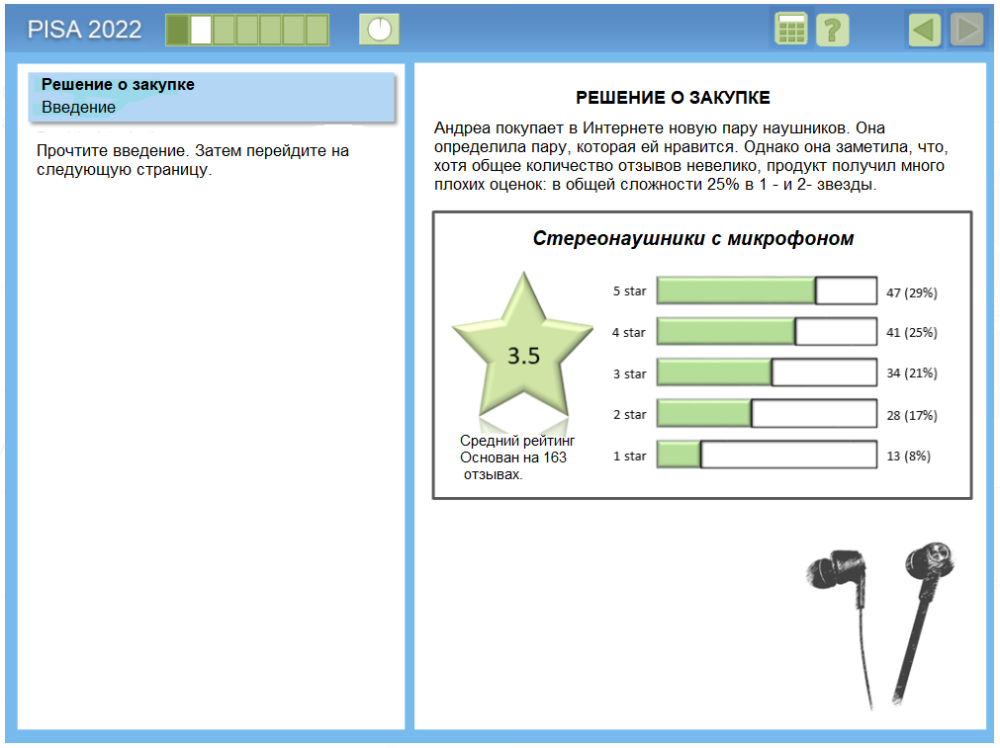 PISA 2022
?
Решение о закупке
Введение
Прочтите введение. Затем перейдите на
следующую страницу.
РЕШЕНИЕ О ЗАКУПКЕ
Андреа покупает в Интернете новую пару наушников. Она
определила пару, которая ей нравится. Однако она заметила, что,
хотя общее количество отзывов невелико, продукт получил много
плохих оценок: в общей сложности 25% в 1 - и 2- звезды.
Стереонаушники с микрофоном
5 star 47 (29%)
4 star 41 (25%)
3 star 34 (21%)
2 star 28 (17%)
1 star 13 (8%)
3.5
Средний рейтинг
Основан на 163
отзывах.